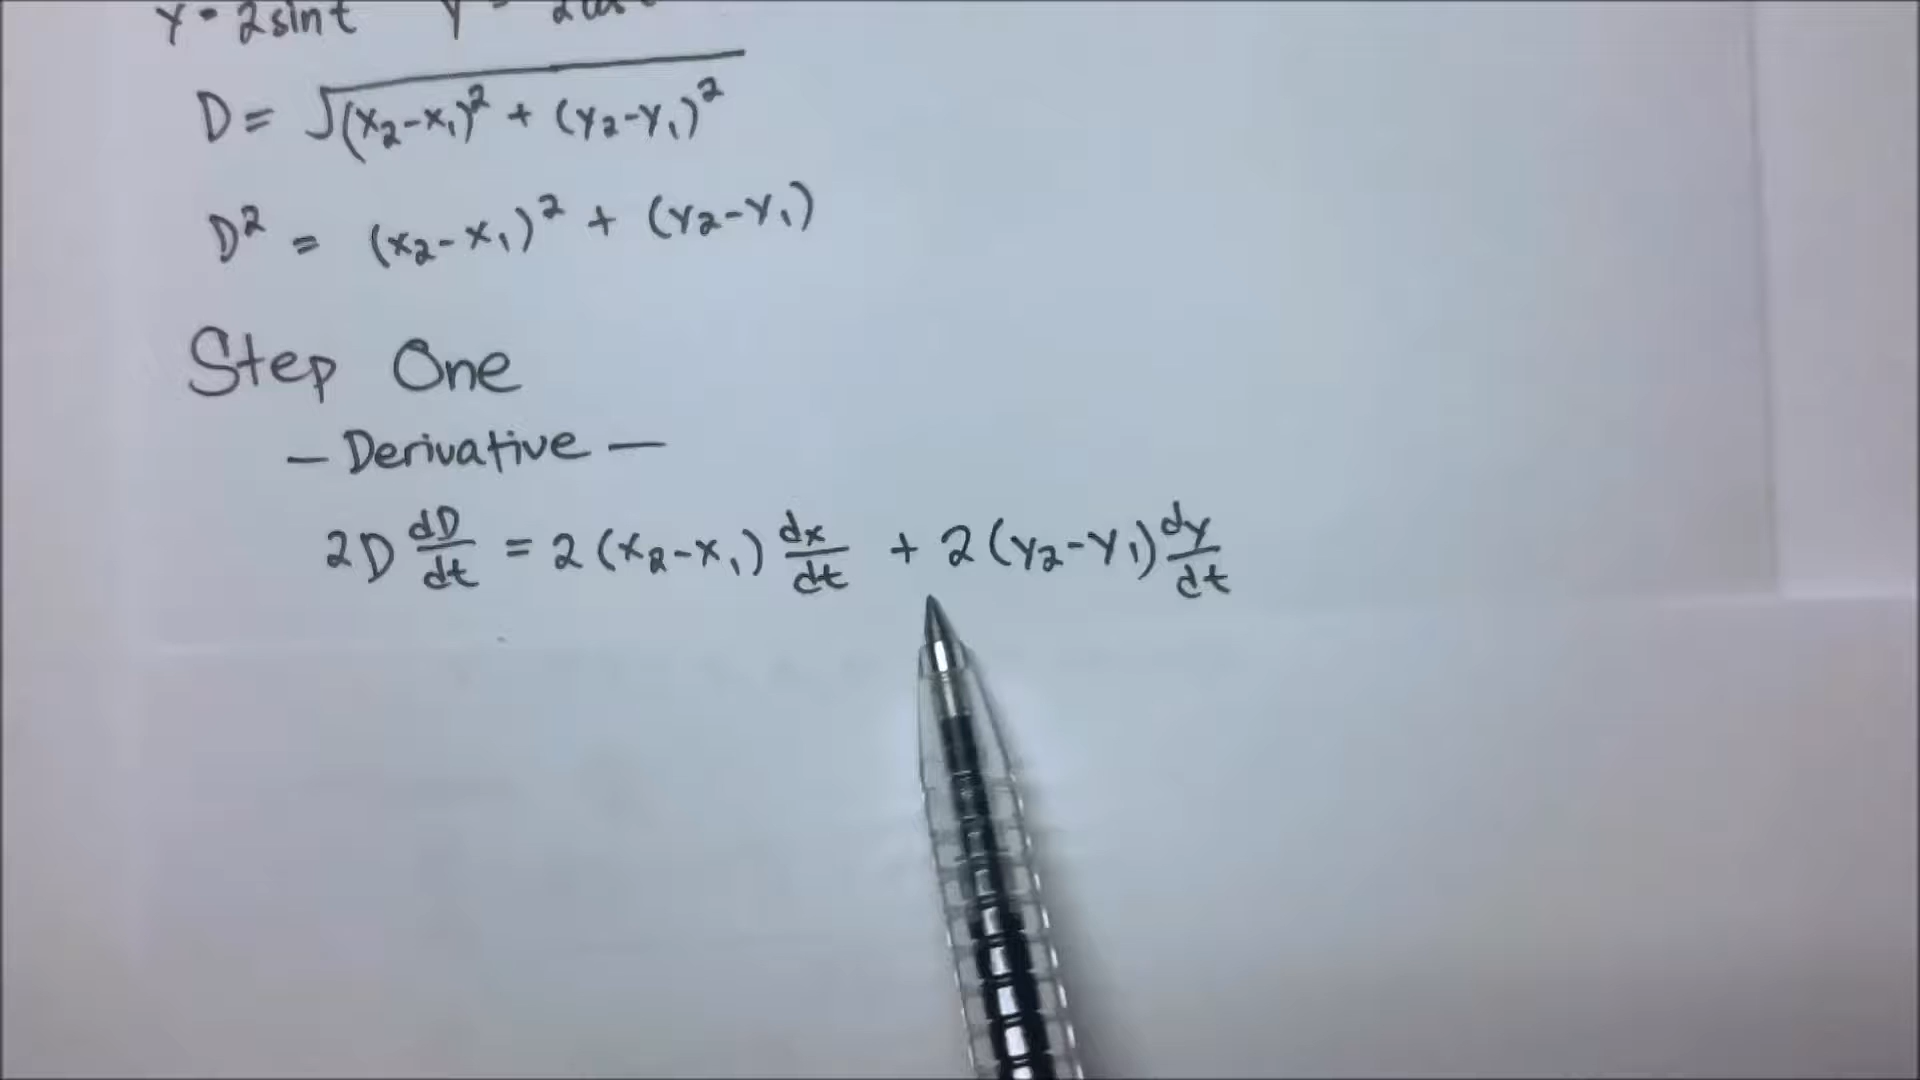 y = 2sint y =
D = √(x₂-x₁)² + (y₂-y₁)²
D² = (x₂-x₁)² + (y₂-y₁)
Step One
— Derivative —
2D dD/dt = 2(x₂-x₁) dx/dt + 2(y₂-y₁) dy/dt